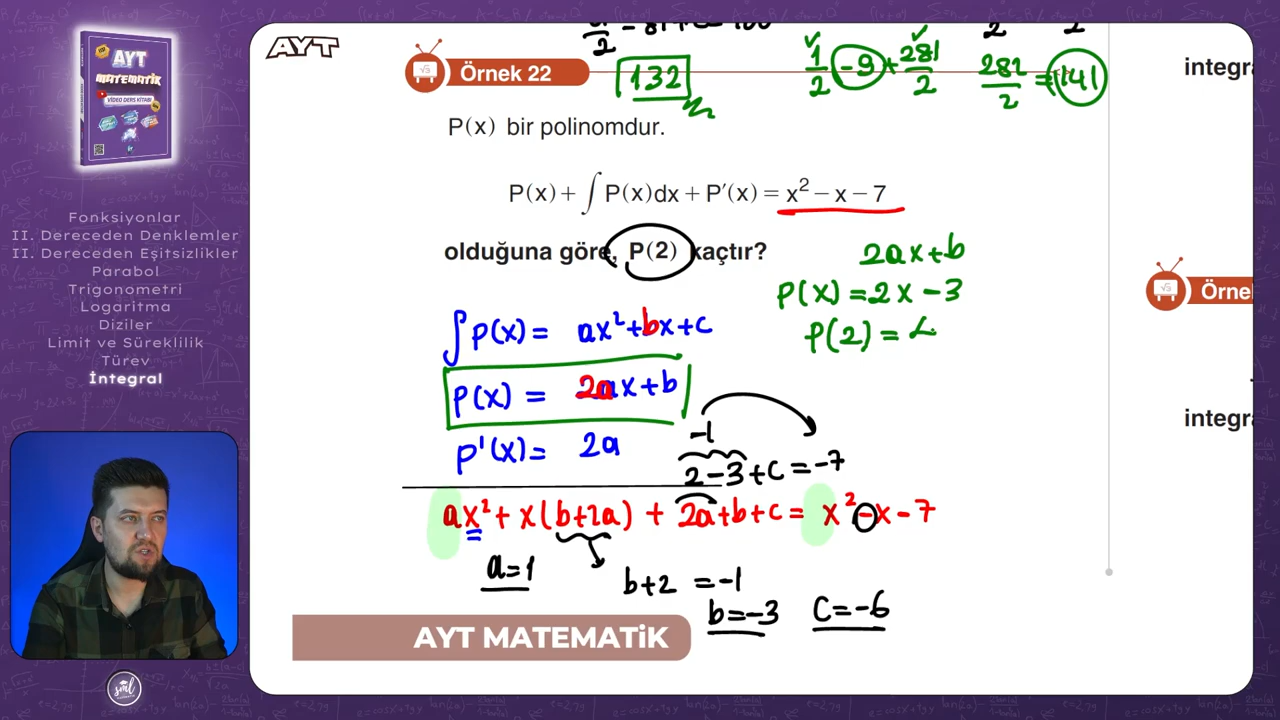 AYT
AYT
MATEMATİK
VİDEO DERS KİTABI
Fonksiyonlar
II. Dereceden Denklemler
II. Dereceden Eşitsizlikler
Parabol
Trigonometri
Logaritma
Diziler
Limit ve Süreklilik
Türev
İntegral
sml
Örnek 22
132
1/2 -9 + 281/2
282/2 = 141
P(x) bir polinomdur.
P(x) + ∫ P(x)dx + P′(x) = x² − x − 7
olduğuna göre, P(2) kaçtır?
2ax+b
P(x) = 2x − 3
P(2) =
∫P(x) = ax²+bx+c
P(x) = 2ax+b
P'(x) = 2a
-1
2−3+c = −7
ax² + x(b+2a) + 2a+b+c = x² − x − 7
a=1
b+2 = −1
b=−3
c=−6
AYT MATEMATİK
integra
Örne
integra